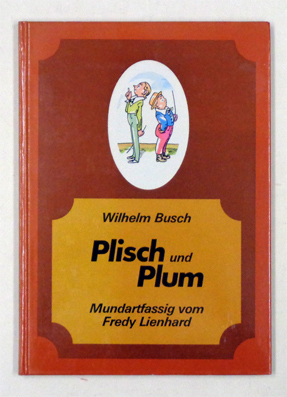 Wilhelm Busch
Plisch und
Plum
Mundartfassig vom
Fredy Lienhard